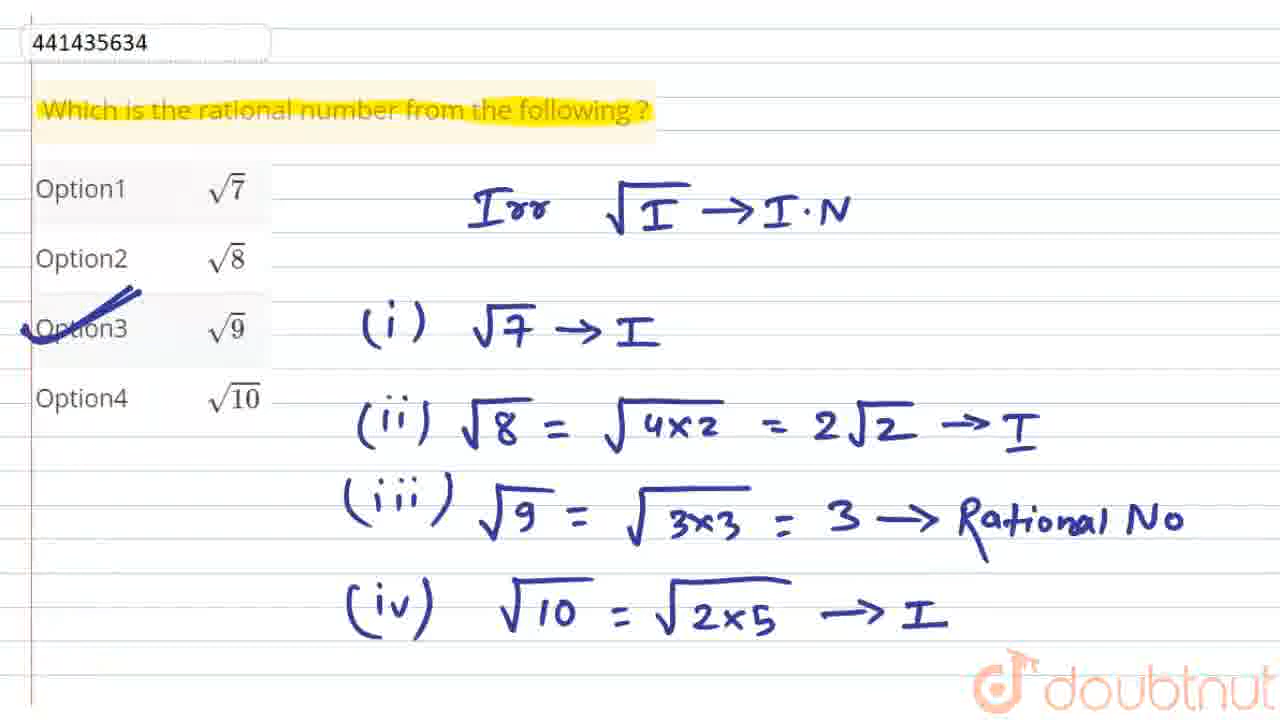 441435634
Which is the rational number from the following ?
Option1 √7
Irr √I → I·N
Option2 √8
Option3 √9
(i) √7 → I
Option4 √10
(ii) √8 = √4×2 = 2√2 → I
(iii) √9 = √3×3 = 3 → Rational No
(iv) √10 = √2×5 → I
doubtnut